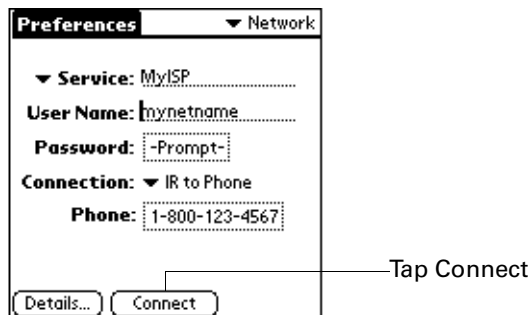 Preferences Network
Service: MyISP
User Name: mynetname
Password: -Prompt-
Connection: IR to Phone
Phone: 1-800-123-4567
Tap Connect
Details... Connect